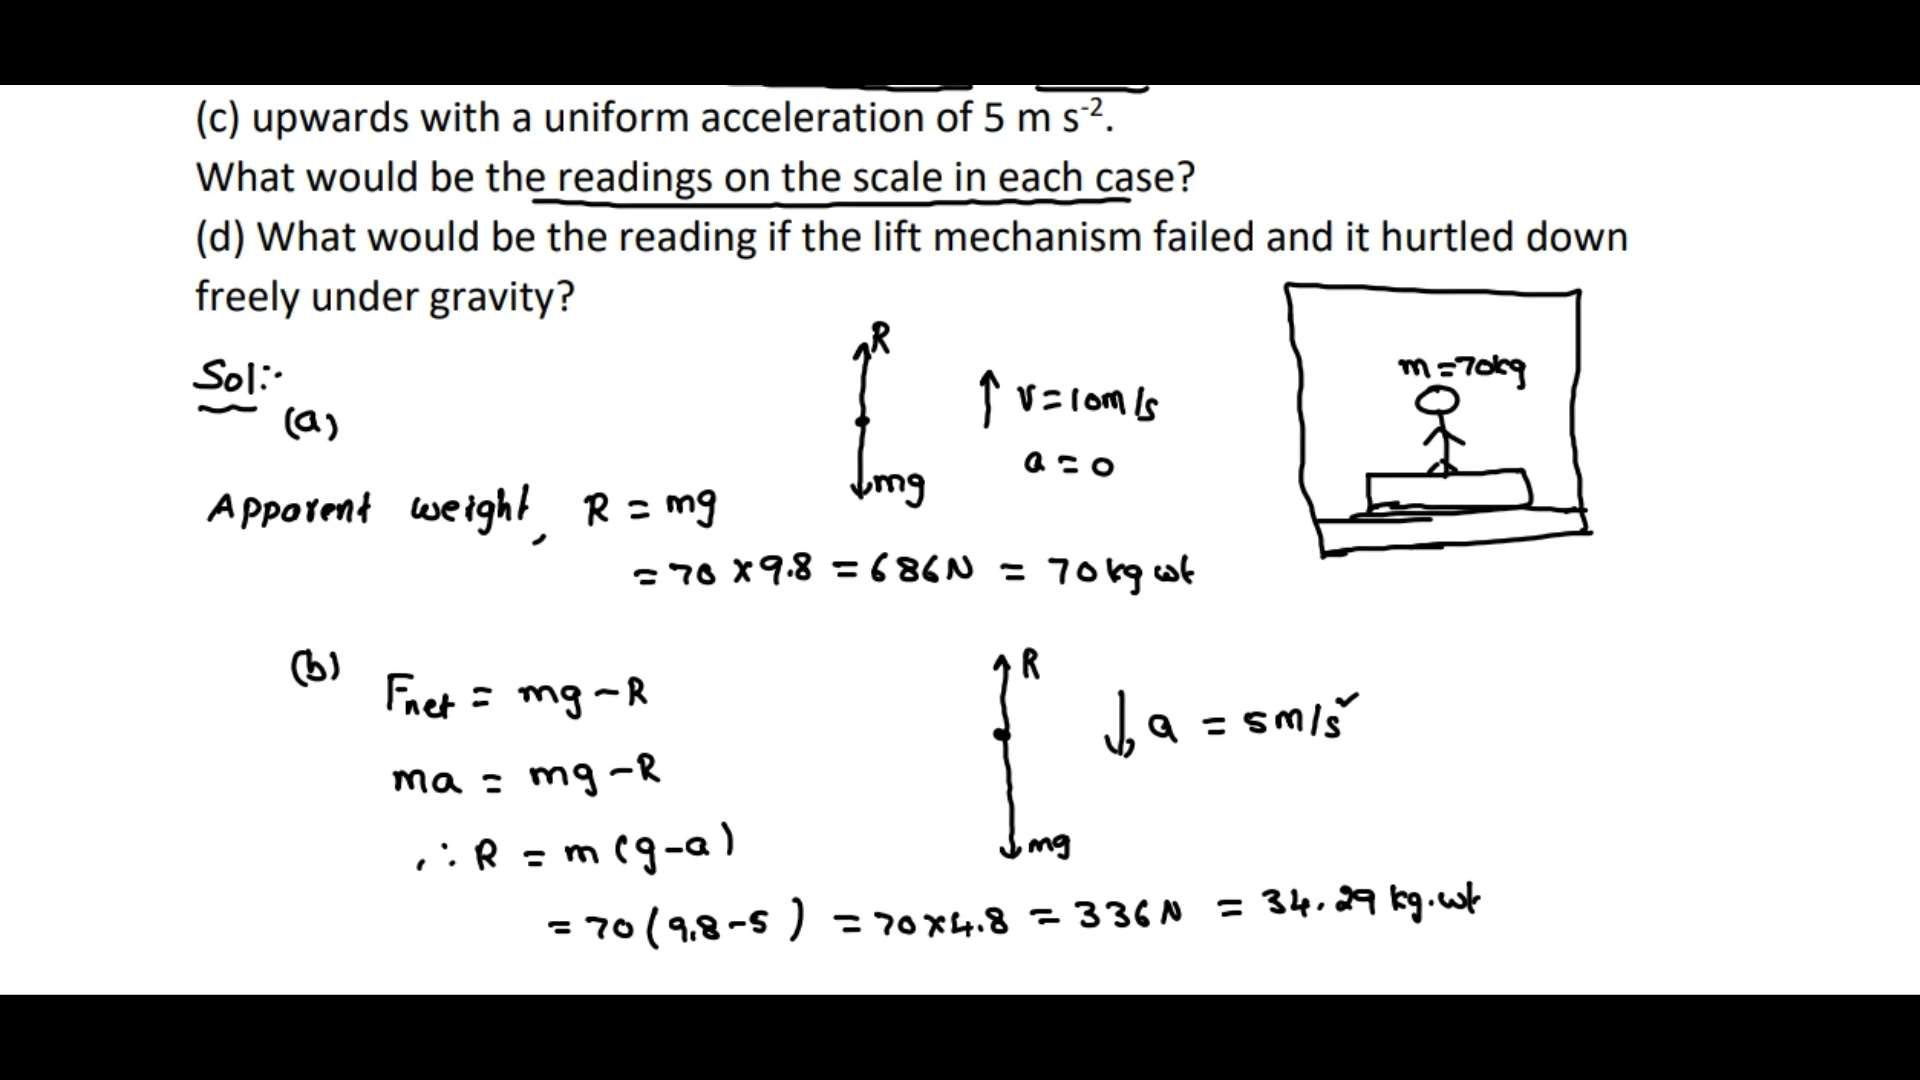 (c) upwards with a uniform acceleration of 5 m s⁻².
What would be the readings on the scale in each case?
(d) What would be the reading if the lift mechanism failed and it hurtled down
freely under gravity?
Sol:-
(a)
R
mg
↑ v=10m/s
a=0
m=70kg
Apparent weight, R = mg
= 70 × 9.8 = 686N = 70 kg wt
(b)
Fnet = mg - R
ma = mg - R
∴ R = m(g-a)
= 70 (9.8-5) = 70×4.8 = 336N = 34.29 kg.wt
R
↓, a = 5m/s²
mg